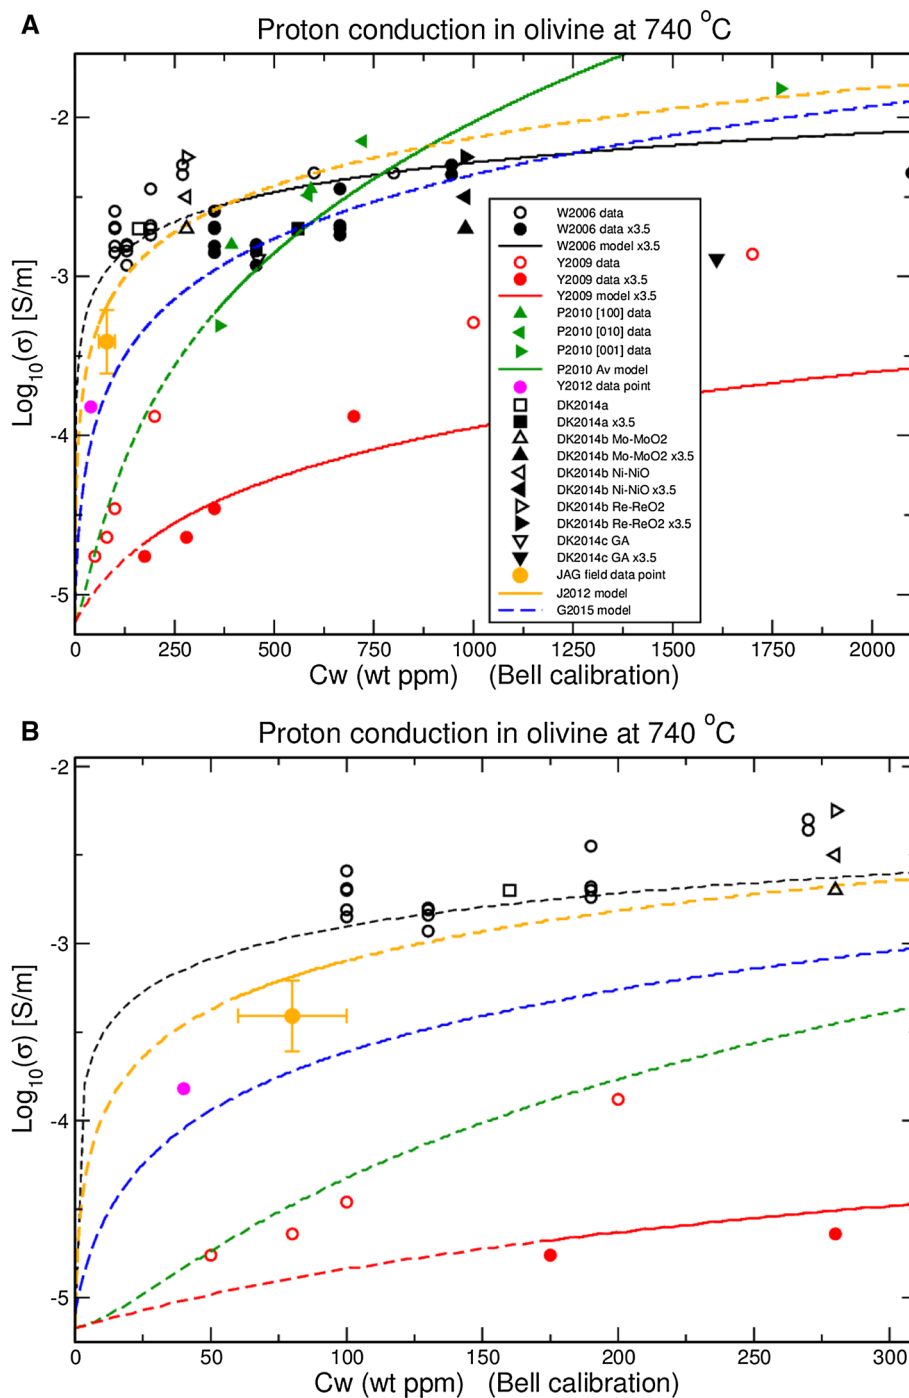 A
Proton conduction in olivine at 740 °C
-2
-3
-4
-5
Log10(σ) [S/m]
W2006 data
W2006 data x3.5
W2006 model x3.5
Y2009 data
Y2009 data x3.5
Y2009 model x3.5
P2010 [100] data
P2010 [010] data
P2010 [001] data
P2010 Av model
Y2012 data point
DK2014a
DK2014a x3.5
DK2014b Mo-MoO2
DK2014b Mo-MoO2 x3.5
DK2014b Ni-NiO
DK2014b Ni-NiO x3.5
DK2014b Re-ReO2
DK2014b Re-ReO2 x3.5
DK2014c GA
DK2014c GA x3.5
JAG field data point
J2012 model
G2015 model
0 250 500 750 1000 1250 1500 1750 2000
Cw (wt ppm) (Bell calibration)
B
Proton conduction in olivine at 740 °C
-2
-3
-4
-5
Log10(σ) [S/m]
0 50 100 150 200 250 300
Cw (wt ppm) (Bell calibration)